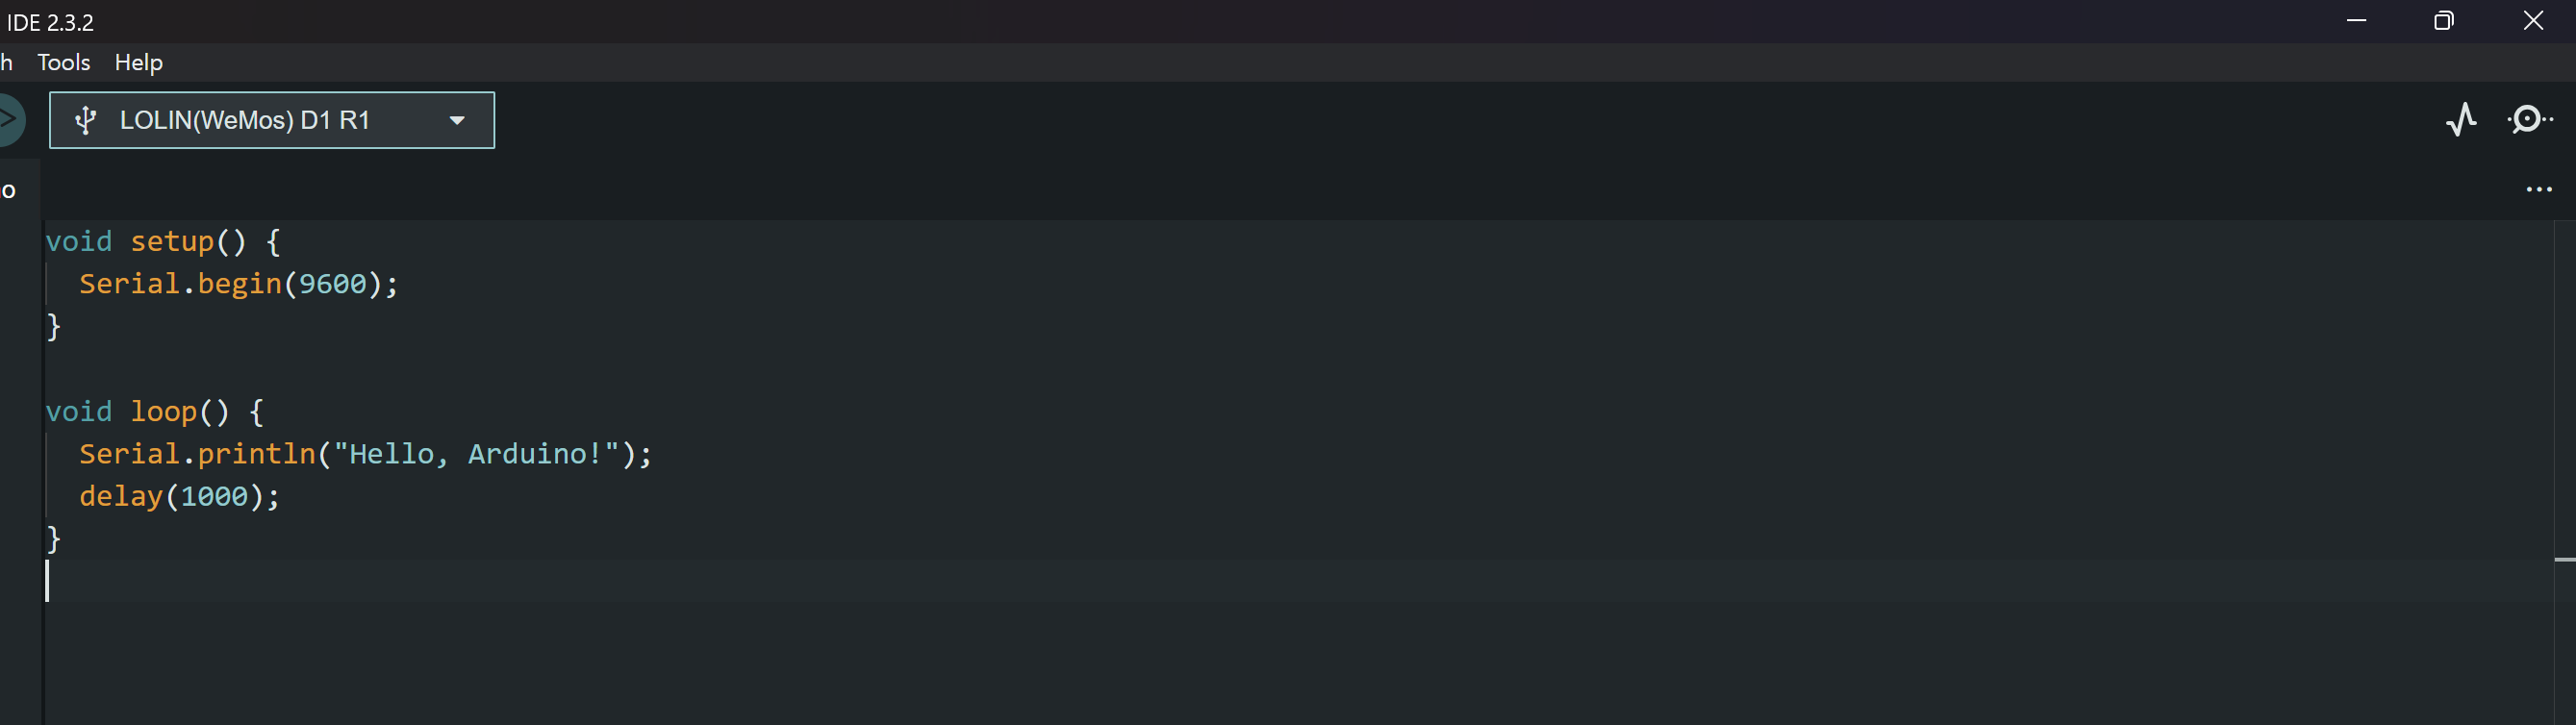 IDE 2.3.2
h Tools Help
LOLIN(WeMos) D1 R1
o
void setup() {
  Serial.begin(9600);
}
void loop() {
  Serial.println("Hello, Arduino!");
  delay(1000);
}